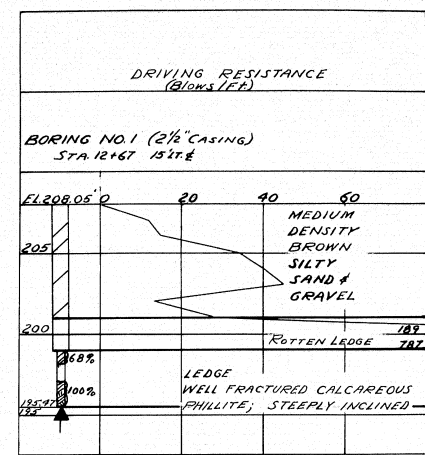 DRIVING RESISTANCE
(Blows/Ft.)
BORING NO.1 (2½" CASING)
STA. 12+67 15' LT. ℄
EL.208.05' 0 20 40 60
MEDIUM
DENSITY
BROWN
SILTY
SAND &
GRAVEL
205
200
189
ROTTEN LEDGE 787
68%
100%
LEDGE
WELL FRACTURED CALCAREOUS
PHILLITE; STEEPLY INCLINED
195.47
195